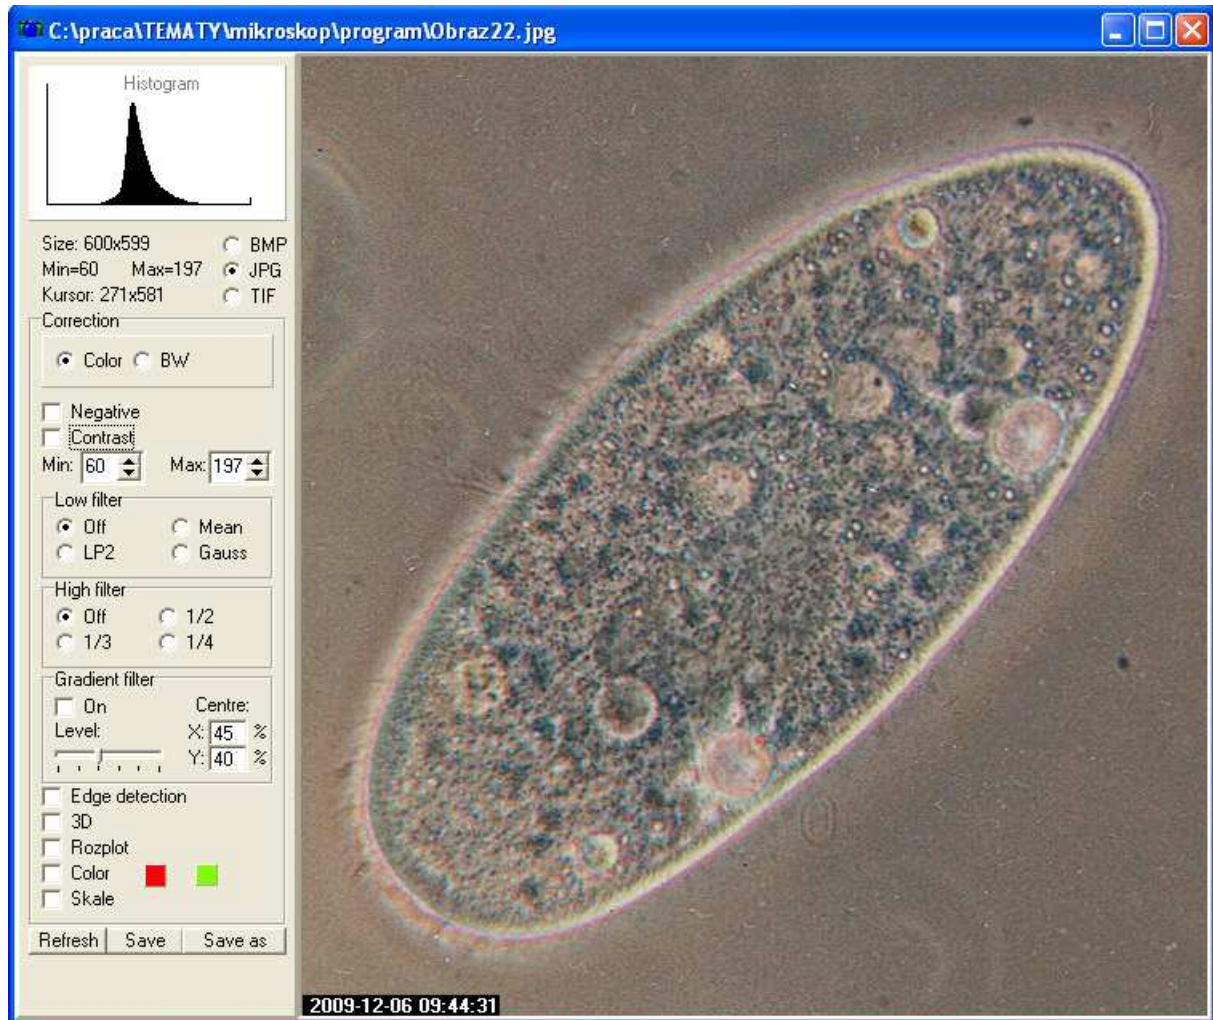 C:\praca\TEMATY\mikroskop\program\Obraz22.jpg
Histogram
Size: 600x599 BMP
Min=60 Max=197 JPG
Kursor: 271x581 TIF
Correction
Color BW
Negative
Contrast
Min: 60 Max: 197
Low filter
Off Mean
LP2 Gauss
High filter
Off 1/2
1/3 1/4
Gradient filter
On Centre:
Level: X: 45 %
Y: 40 %
Edge detection
3D
Rozplot
Color
Skale
Refresh Save Save as
2009-12-06 09:44:31